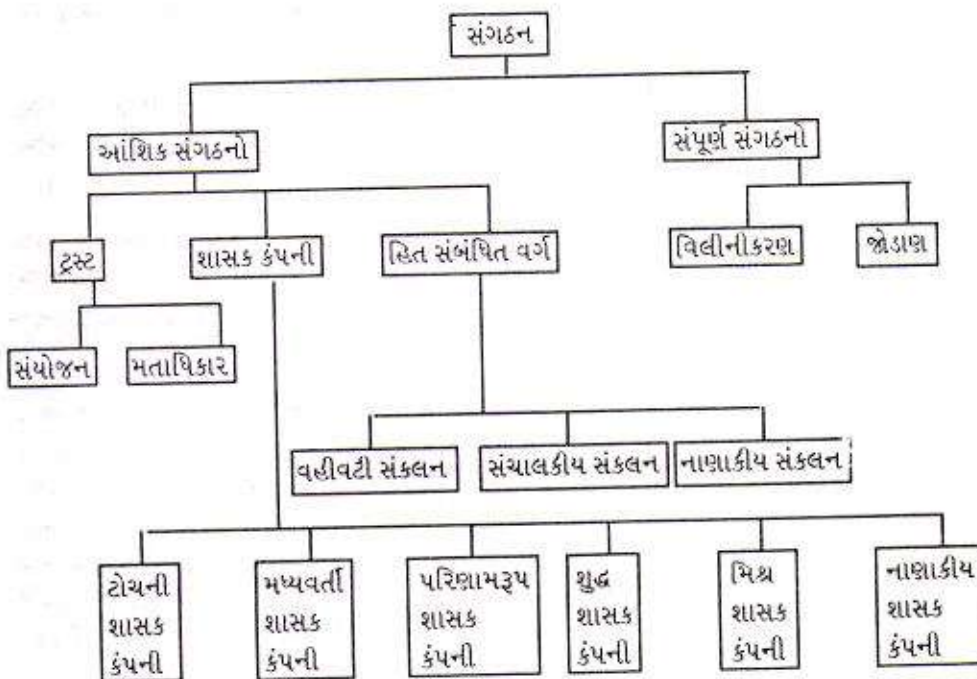 સંગઠન
આંશિક સંગઠનો
સંપૂર્ણ સંગઠનો
ટ્રસ્ટ
શાસક કંપની
હિત સંબંધિત વર્ગ
વિલીનીકરણ
જોડાણ
સંયોજન
મતાધિકાર
વહીવટી સંકલન
સંચાલકીય સંકલન
નાણાકીય સંકલન
ટોચની
શાસક
કંપની
મધ્યવર્તી
શાસક
કંપની
પરિણામરૂપ
શાસક
કંપની
શુદ્ધ
શાસક
કંપની
મિશ્ર
શાસક
કંપની
નાણાકીય
શાસક
કંપની